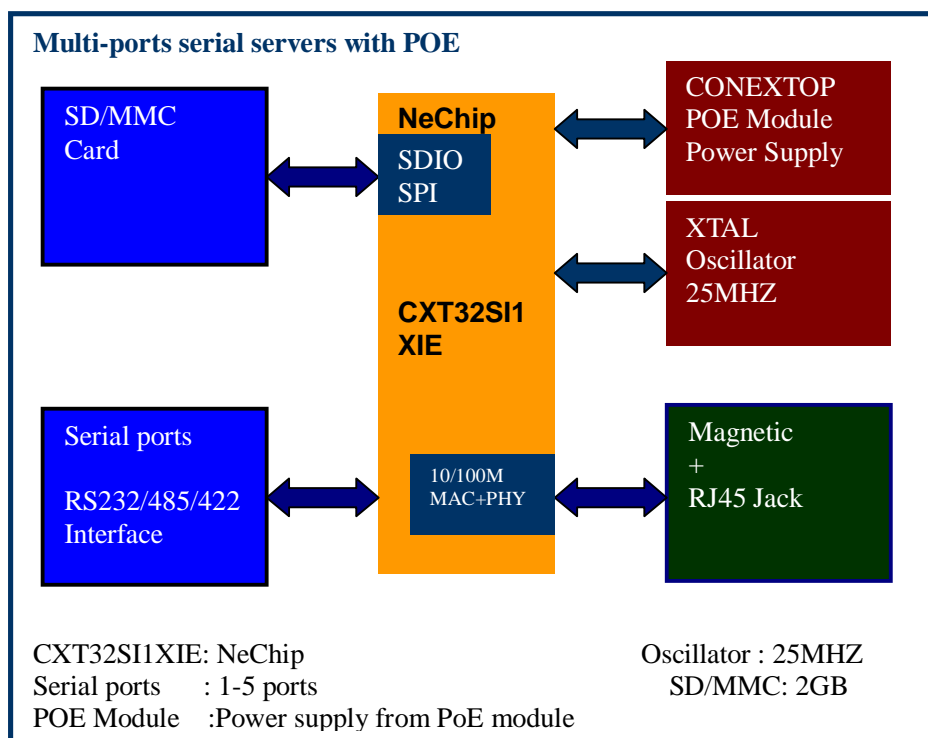 Multi-ports serial servers with POE
SD/MMC
Card
NeChip
SDIO
SPI
CXT32SI1
XIE
CONEXTOP
POE Module
Power Supply
XTAL
Oscillator
25MHZ
Serial ports
RS232/485/422
Interface
10/100M
MAC+PHY
Magnetic
+
RJ45 Jack
CXT32SI1XIE: NeChip
Serial ports : 1-5 ports
POE Module :Power supply from PoE module
Oscillator : 25MHZ
SD/MMC: 2GB